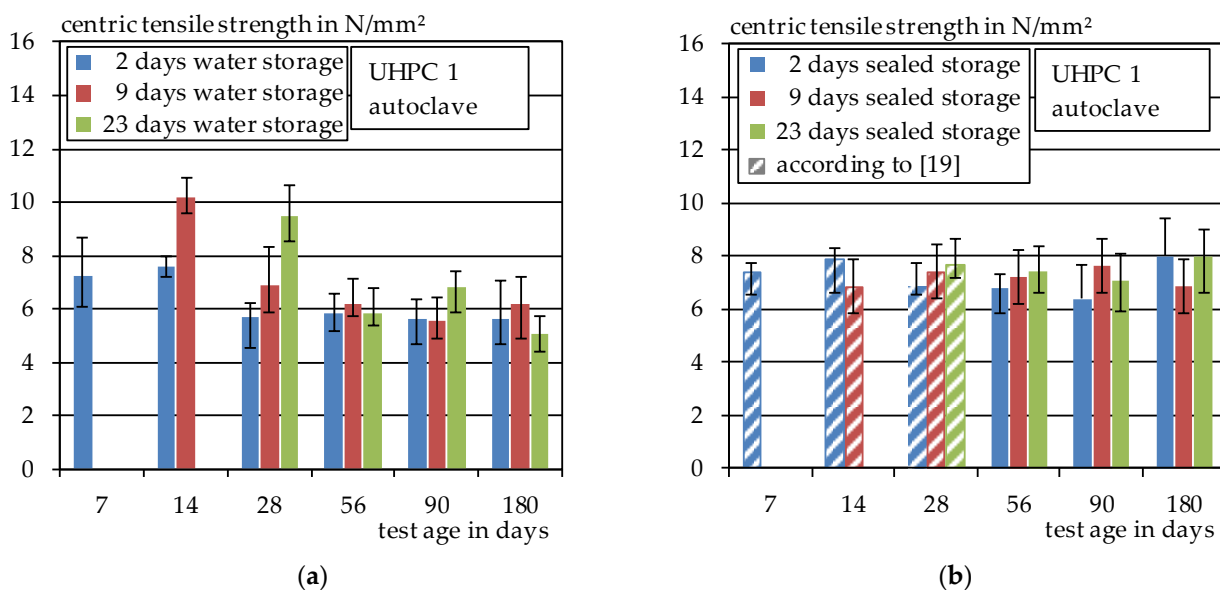 centric tensile strength in N/mm²
16
14
12
10
8
6
4
2
0
2 days water storage
9 days water storage
23 days water storage
UHPC 1
autoclave
7 14 28 56 90 180
test age in days
(a)
centric tensile strength in N/mm²
16
14
12
10
8
6
4
2
0
2 days sealed storage
9 days sealed storage
23 days sealed storage
according to [19]
UHPC 1
autoclave
7 14 28 56 90 180
test age in days
(b)